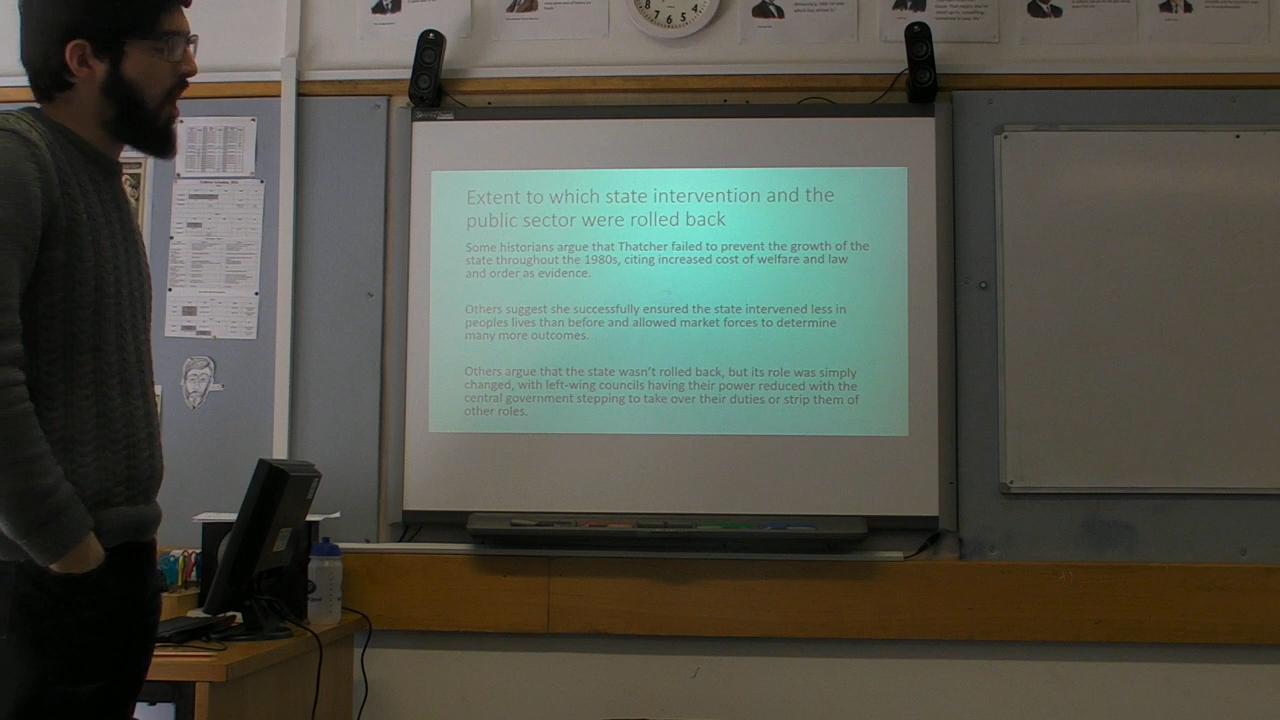 8 7 6 5 4
Extent to which state intervention and the
public sector were rolled back
Some historians argue that Thatcher failed to prevent the growth of the
state throughout the 1980s, citing increased cost of welfare and law
and order as evidence.
Others suggest she successfully ensured the state intervened less in
peoples lives than before and allowed market forces to determine
many more outcomes.
Others argue that the state wasn't rolled back, but its role was simply
changed, with left-wing councils having their power reduced with the
central government stepping to take over their duties or strip them of
other roles.